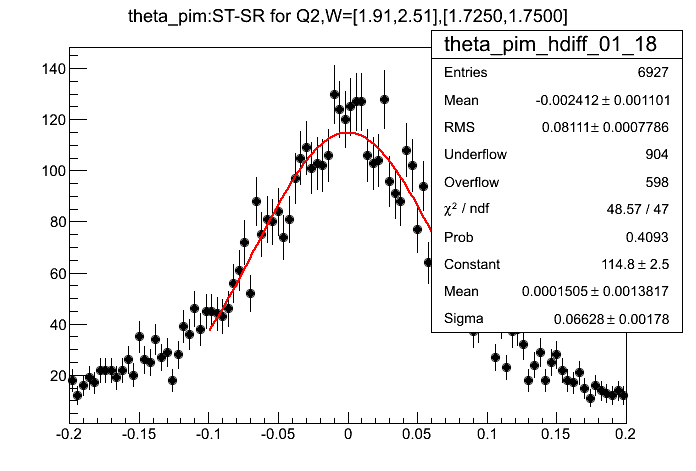 theta_pim:ST-SR for Q2,W=[1.91,2.51],[1.7250,1.7500]
theta_pim_hdiff_01_18
Entries 6927
Mean -0.002412 ± 0.001101
RMS 0.08111± 0.0007786
Underflow 904
Overflow 598
χ² / ndf 48.57 / 47
Prob 0.4093
Constant 114.8 ± 2.5
Mean 0.0001505 ± 0.0013817
Sigma 0.06628 ± 0.00178
140
120
100
80
60
40
20
-0.2 -0.15 -0.1 -0.05 0 0.05 0.1 0.15 0.2